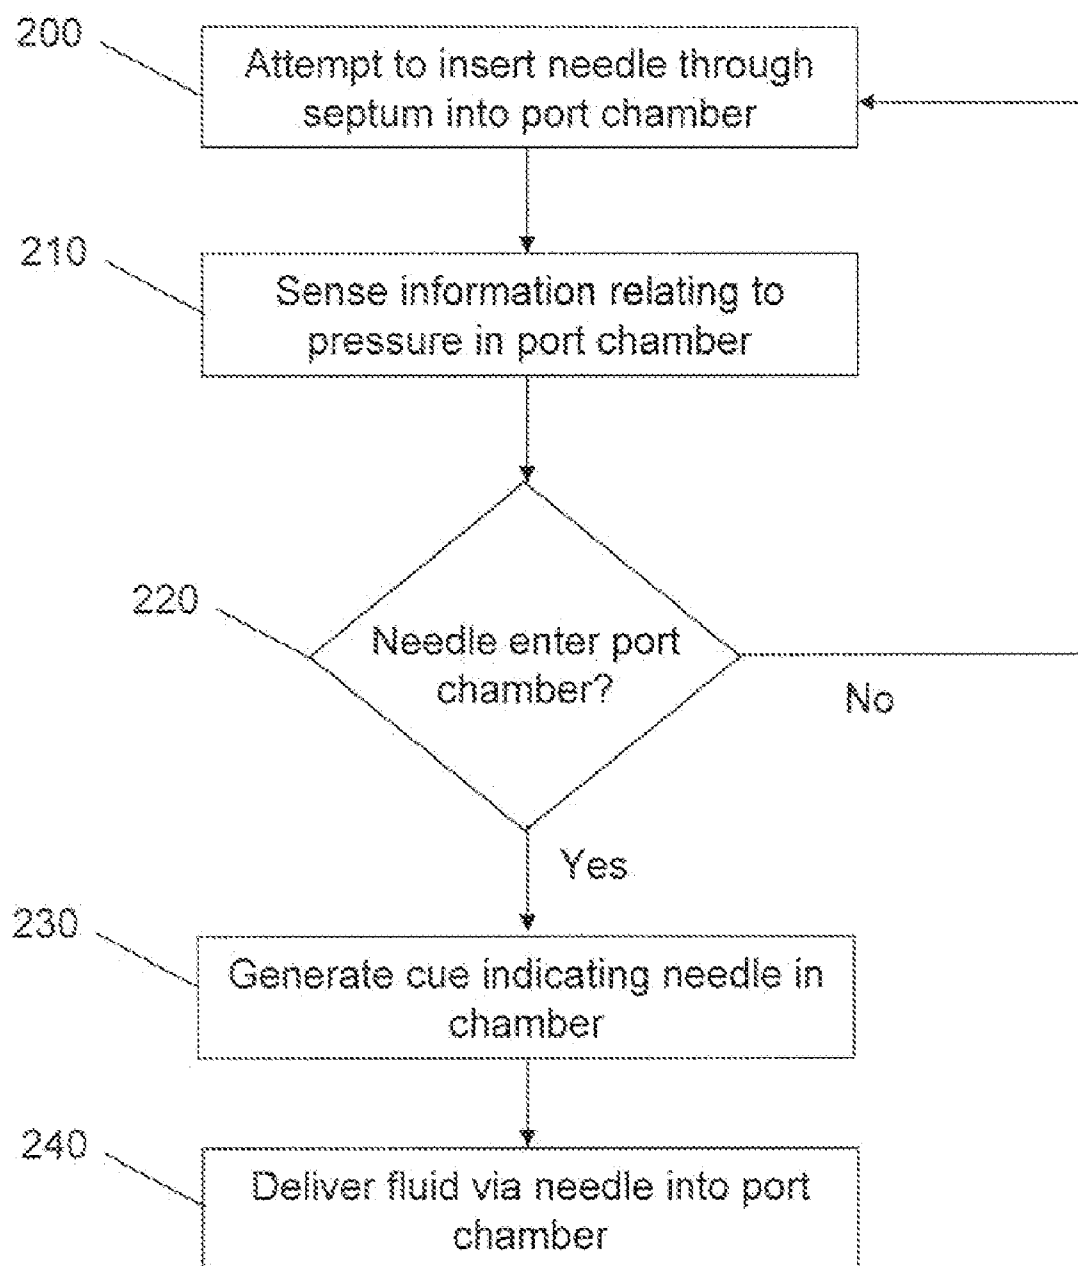 200
Attempt to insert needle through
septum into port chamber
210
Sense information relating to
pressure in port chamber
220
Needle enter port
chamber?
No
Yes
230
Generate cue indicating needle in
chamber
240
Deliver fluid via needle into port
chamber